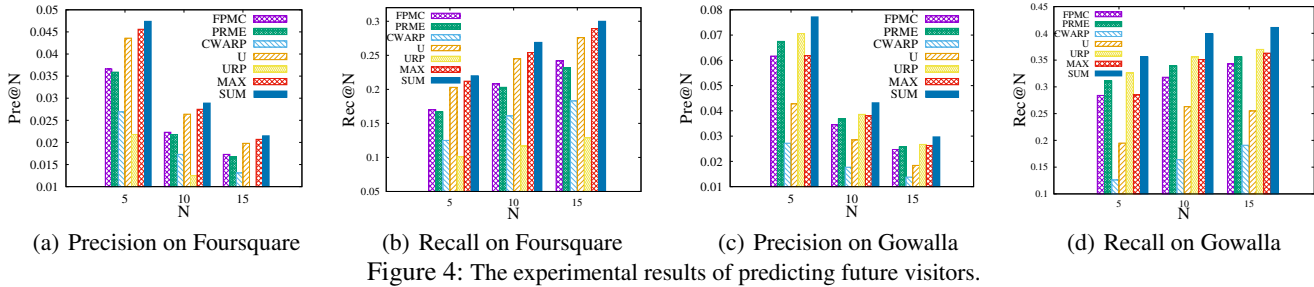 0.05
0.045
0.04
0.035
0.03
0.025
0.02
0.015
0.01
Pre@N
FPMC
PRME
CWARP
U
URP
MAX
SUM
5 10 15
N
(a) Precision on Foursquare
0.3
0.25
0.2
0.15
0.1
0.05
Rec@N
FPMC
PRME
CWARP
U
URP
MAX
SUM
5 10 15
N
(b) Recall on Foursquare
0.08
0.07
0.06
0.05
0.04
0.03
0.02
0.01
Pre@N
FPMC
PRME
CWARP
U
URP
MAX
SUM
5 10 15
N
(c) Precision on Gowalla
0.45
0.4
0.35
0.3
0.25
0.2
0.15
0.1
Rec@N
FPMC
PRME
CWARP
U
URP
MAX
SUM
5 10 15
N
(d) Recall on Gowalla
Figure 4: The experimental results of predicting future visitors.